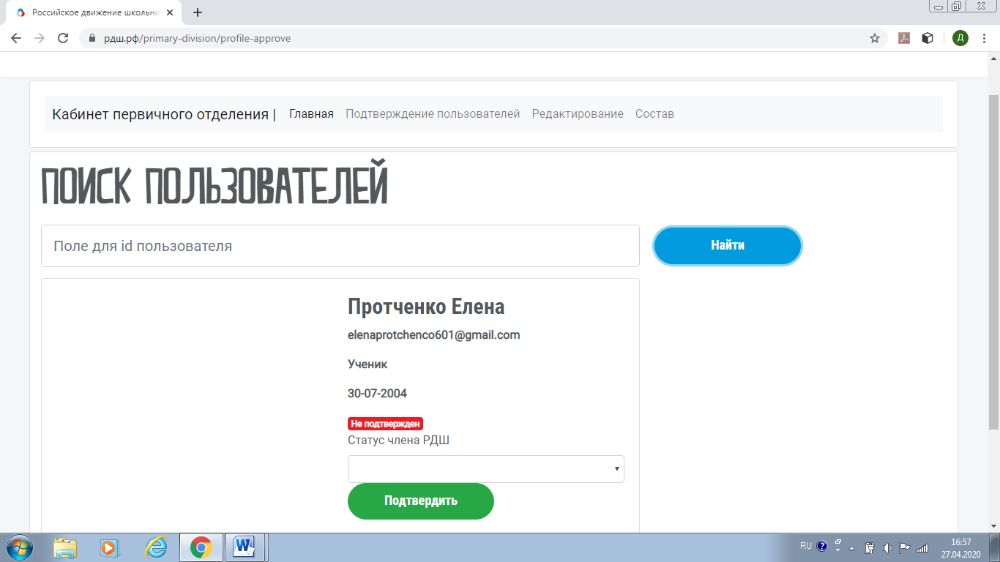 Российское движение школьни
рдш.рф/primary-division/profile-approve
Д
Кабинет первичного отделения | Главная Подтверждение пользователей Редактирование Состав
ПОИСК ПОЛЬЗОВАТЕЛЕЙ
Поле для id пользователя
Найти
Протченко Елена
elenaprotchenco601@gmail.com
Ученик
30-07-2004
Не подтвержден
Статус члена РДШ
Подтвердить
RU
16:57
27.04.2020